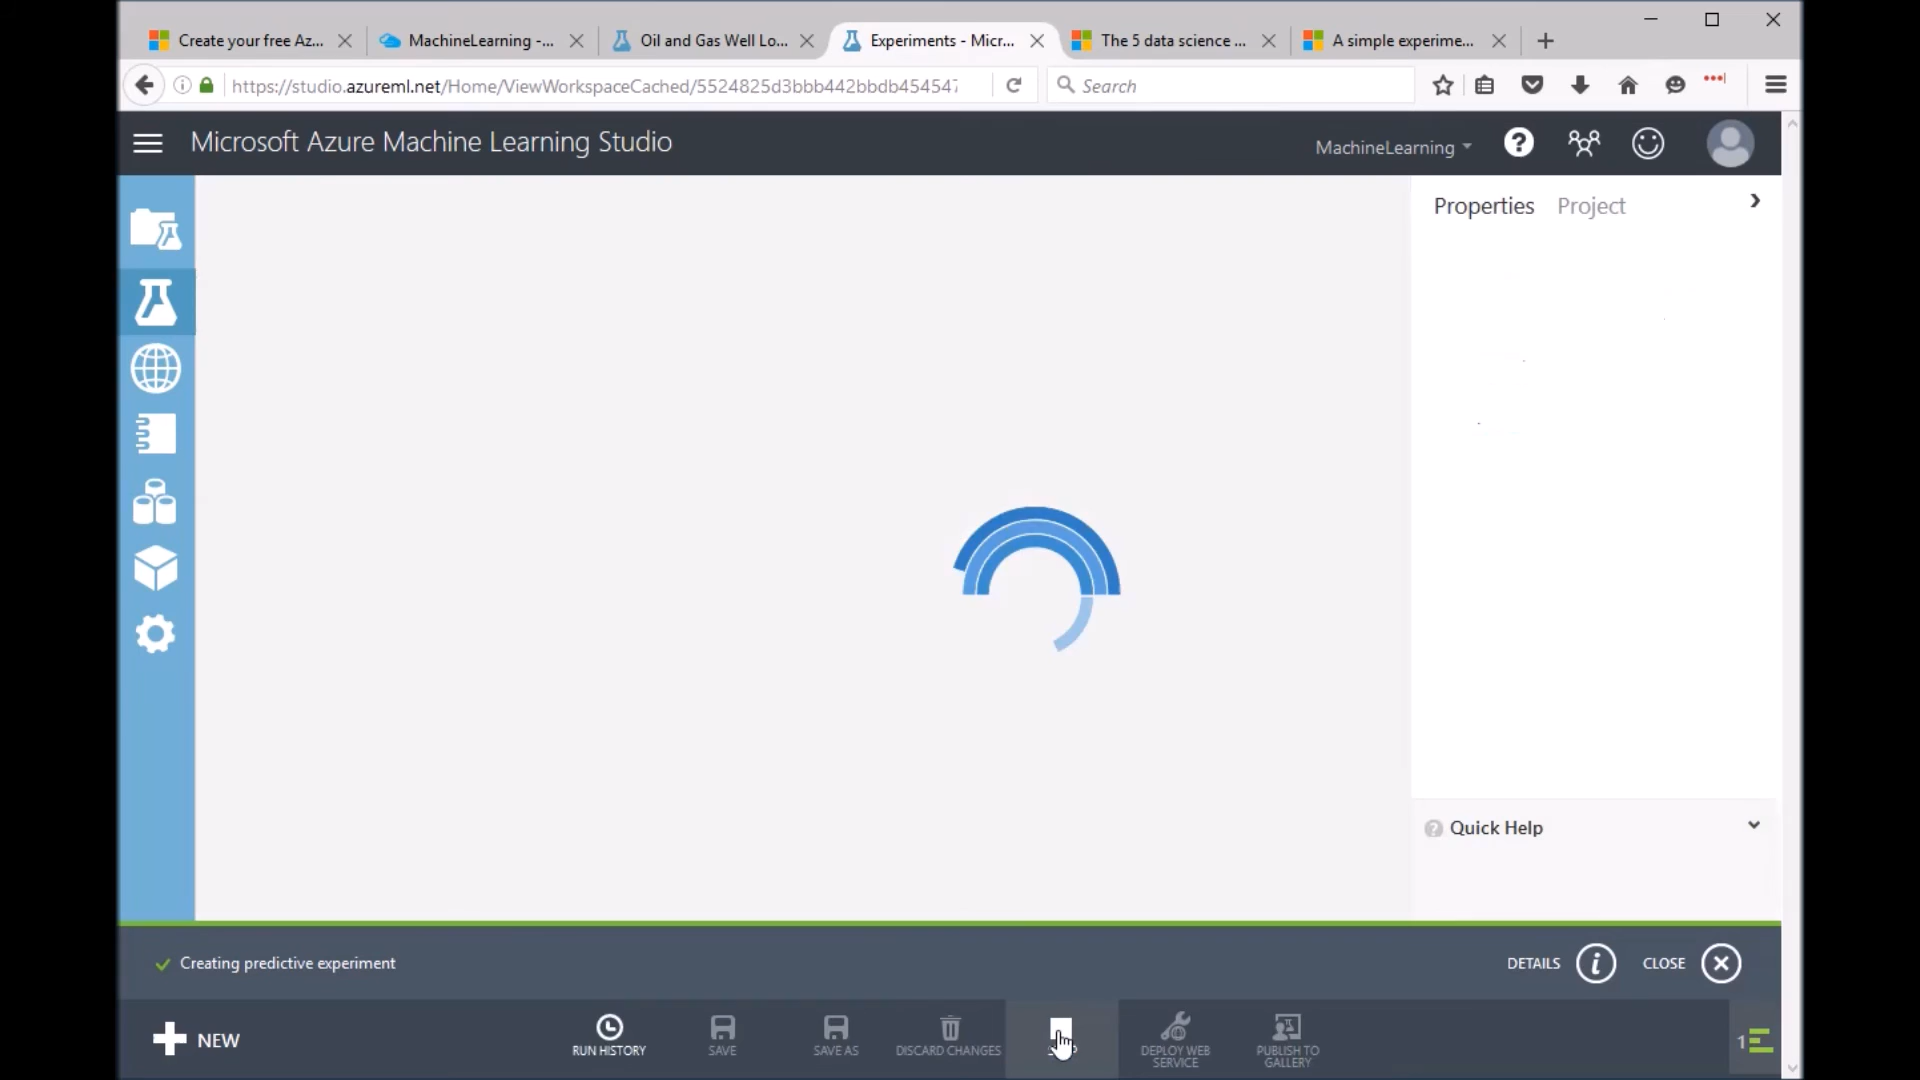 Create your free Az...
MachineLearning -...
Oil and Gas Well Lo...
Experiments - Micr...
The 5 data science ...
A simple experime...
https://studio.azureml.net/Home/ViewWorkspaceCached/5524825d3bbb442bbdb454547
Search
Microsoft Azure Machine Learning Studio
MachineLearning
Properties Project
Quick Help
Creating predictive experiment
DETAILS
CLOSE
NEW
RUN HISTORY
SAVE
SAVE AS
DISCARD CHANGES
DEPLOY WEB
SERVICE
PUBLISH TO
GALLERY
1